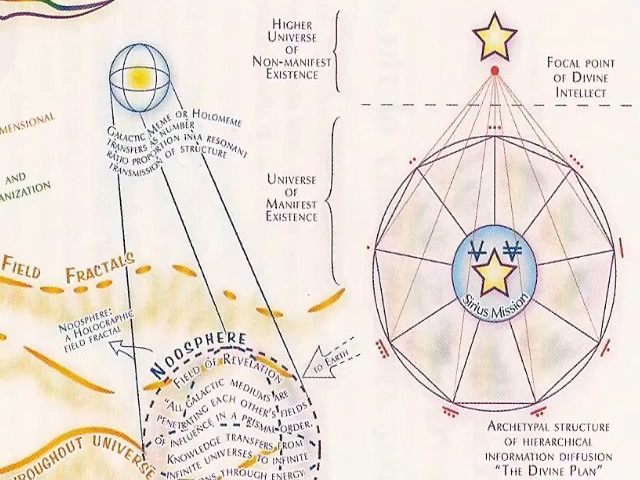 HIGHER
UNIVERSE
OF
NON-MANIFEST
EXISTENCE
FOCAL POINT
OF DIVINE
INTELLECT
MENSIONAL
GALACTIC MEME OR HOLOMEME
TRANSFERS AS NUMBER
RATIO PROPORTION IN A RESONANT
TRANSMISSION OF STRUCTURE
AND
ANIZATION
UNIVERSE
OF
MANIFEST
EXISTENCE
FIELD FRACTALS
Sirius Mission
NOOSPHERE:
A HOLOGRAPHIC
FIELD FRACTAL
NOOSPHERE
TO EARTH
FIELD OF REVELATION
"ALL GALACTIC MEDIUMS ARE
PENETRATING EACH OTHER'S FIELDS
OF INFLUENCE IN A PRISMAL ORDER.
KNOWLEDGE TRANSFERS FROM
INFINITE UNIVERSES TO INFINITE
THROUGH ENERGY
ROUGHOUT UNIVERSE
ARCHETYPAL STRUCTURE
OF HIERARCHICAL
INFORMATION DIFFUSION
"THE DIVINE PLAN"